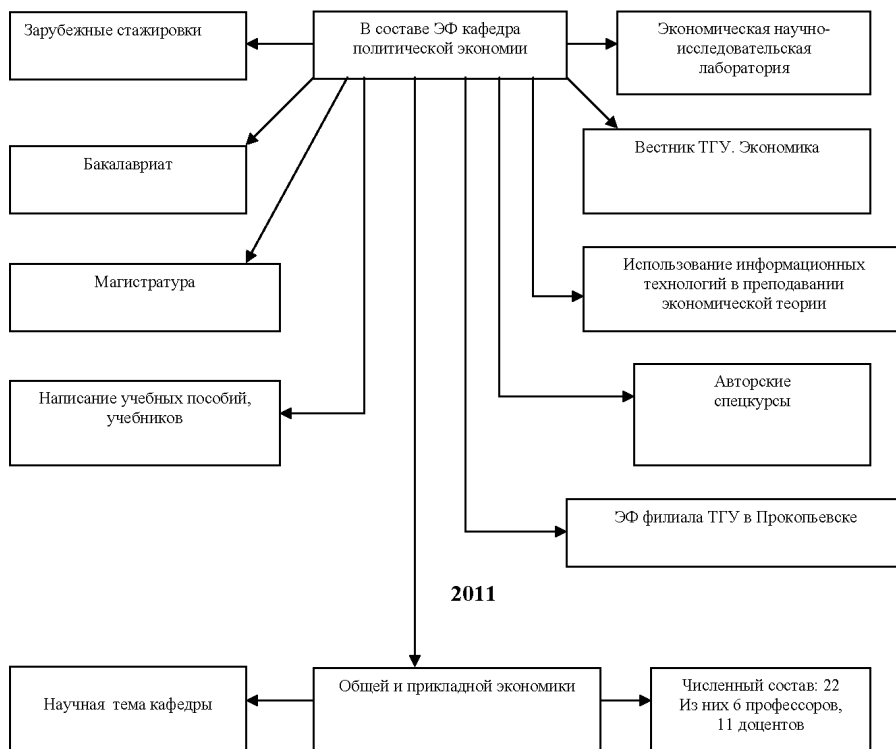 Зарубежные стажировки
В составе ЭФ кафедра
политической экономии
Экономическая научно-
исследовательская
лаборатория
Бакалавриат
Вестник ТГУ. Экономика
Магистратура
Использование информационных
технологий в преподавании
экономической теории
Написание учебных пособий,
учебников
Авторские
спецкурсы
ЭФ филиала ТГУ в Прокопьевске
2011
Научная тема кафедры
Общей и прикладной экономики
Численный состав: 22
Из них 6 профессоров,
11 доцентов